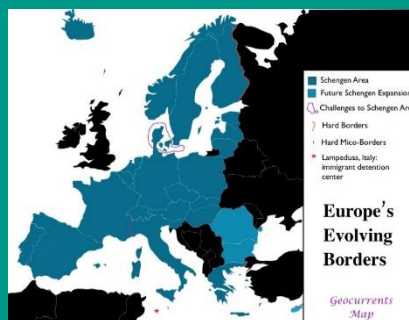 Schengen Area
Future Schengen Expansion
Challenges to Schengen Area
Hard Borders
Hard Mico-Borders
Lampedusa, Italy:
immigrant detention
center
Europe's
Evolving
Borders
Geocurrents
Map